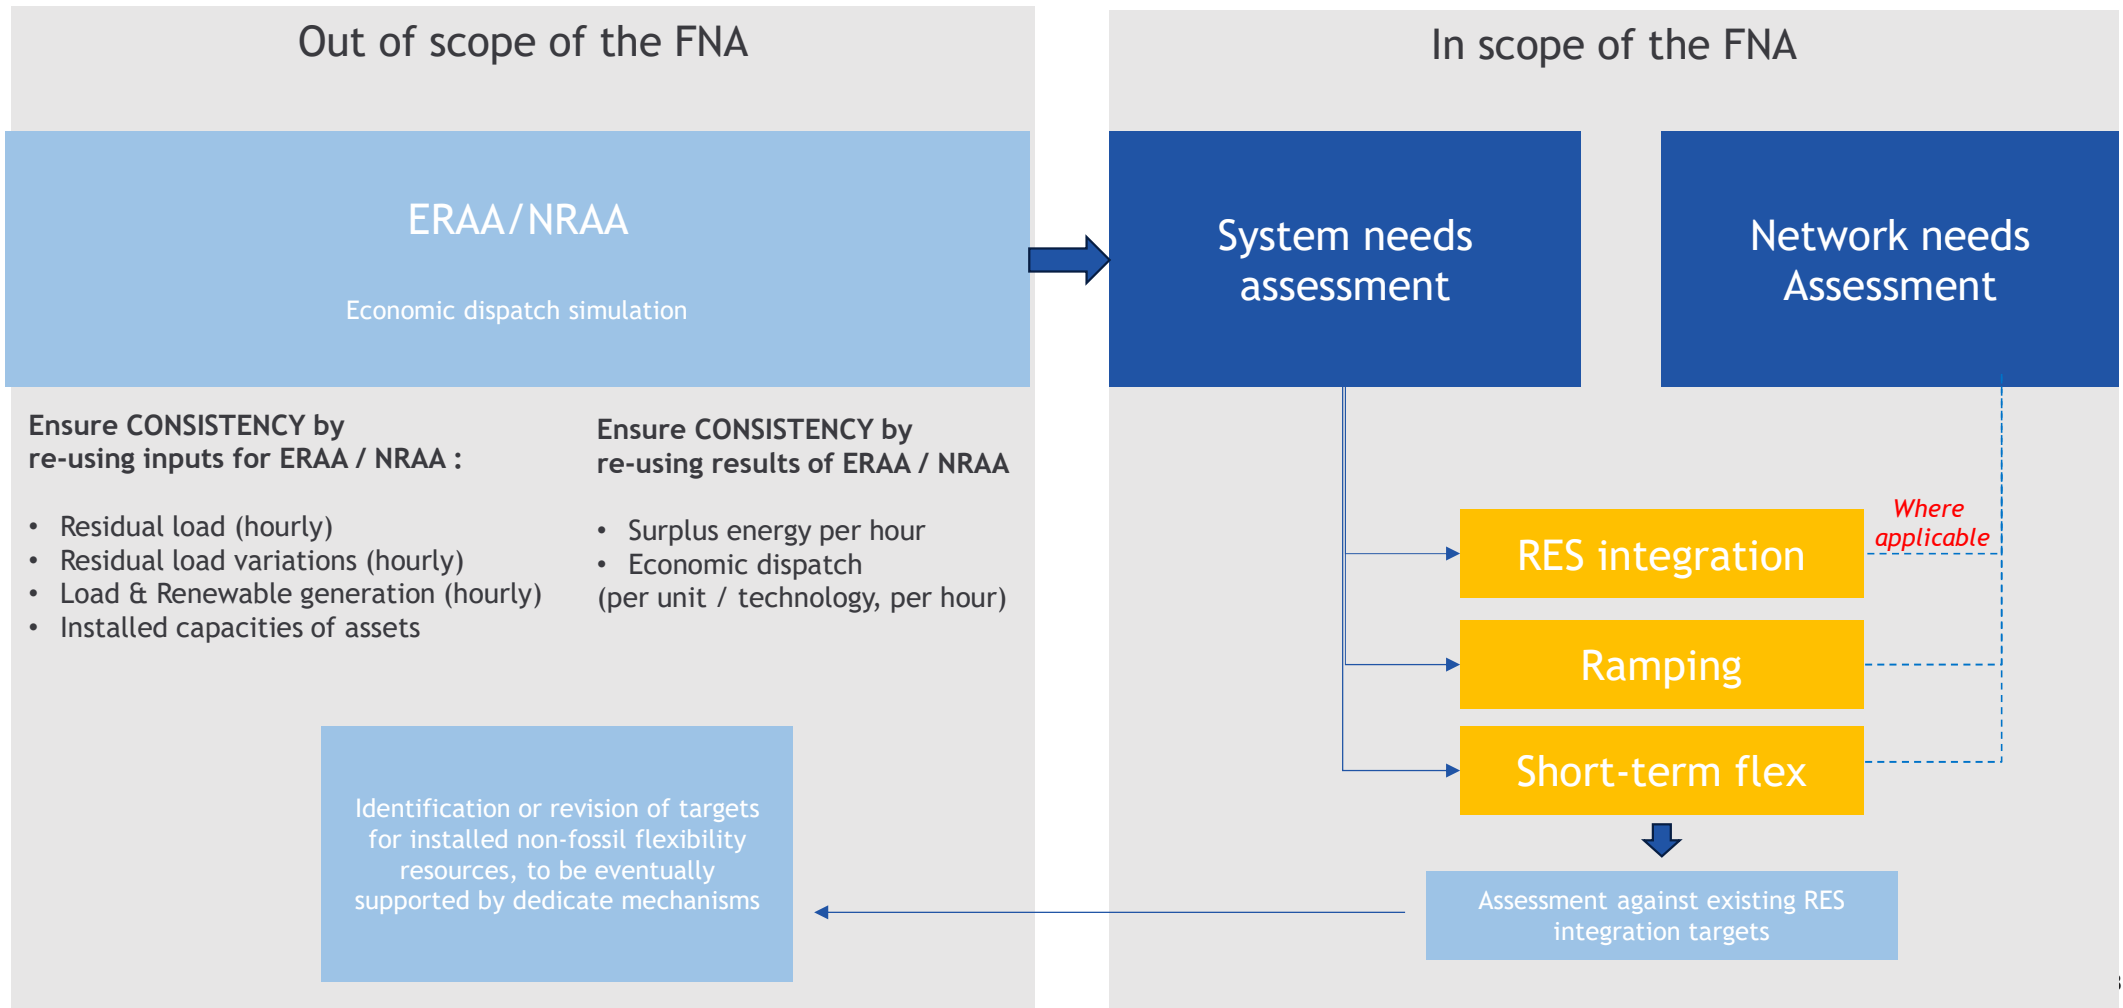 Out of scope of the FNA
ERAA/NRAA
Economic dispatch simulation
Ensure CONSISTENCY by
re-using inputs for ERAA / NRAA :
• Residual load (hourly)
• Residual load variations (hourly)
• Load & Renewable generation (hourly)
• Installed capacities of assets
Ensure CONSISTENCY by
re-using results of ERAA / NRAA
• Surplus energy per hour
• Economic dispatch
(per unit / technology, per hour)
Identification or revision of targets
for installed non-fossil flexibility
resources, to be eventually
supported by dedicate mechanisms
In scope of the FNA
System needs
assessment
Network needs
Assessment
Where
applicable
RES integration
Ramping
Short-term flex
Assessment against existing RES
integration targets